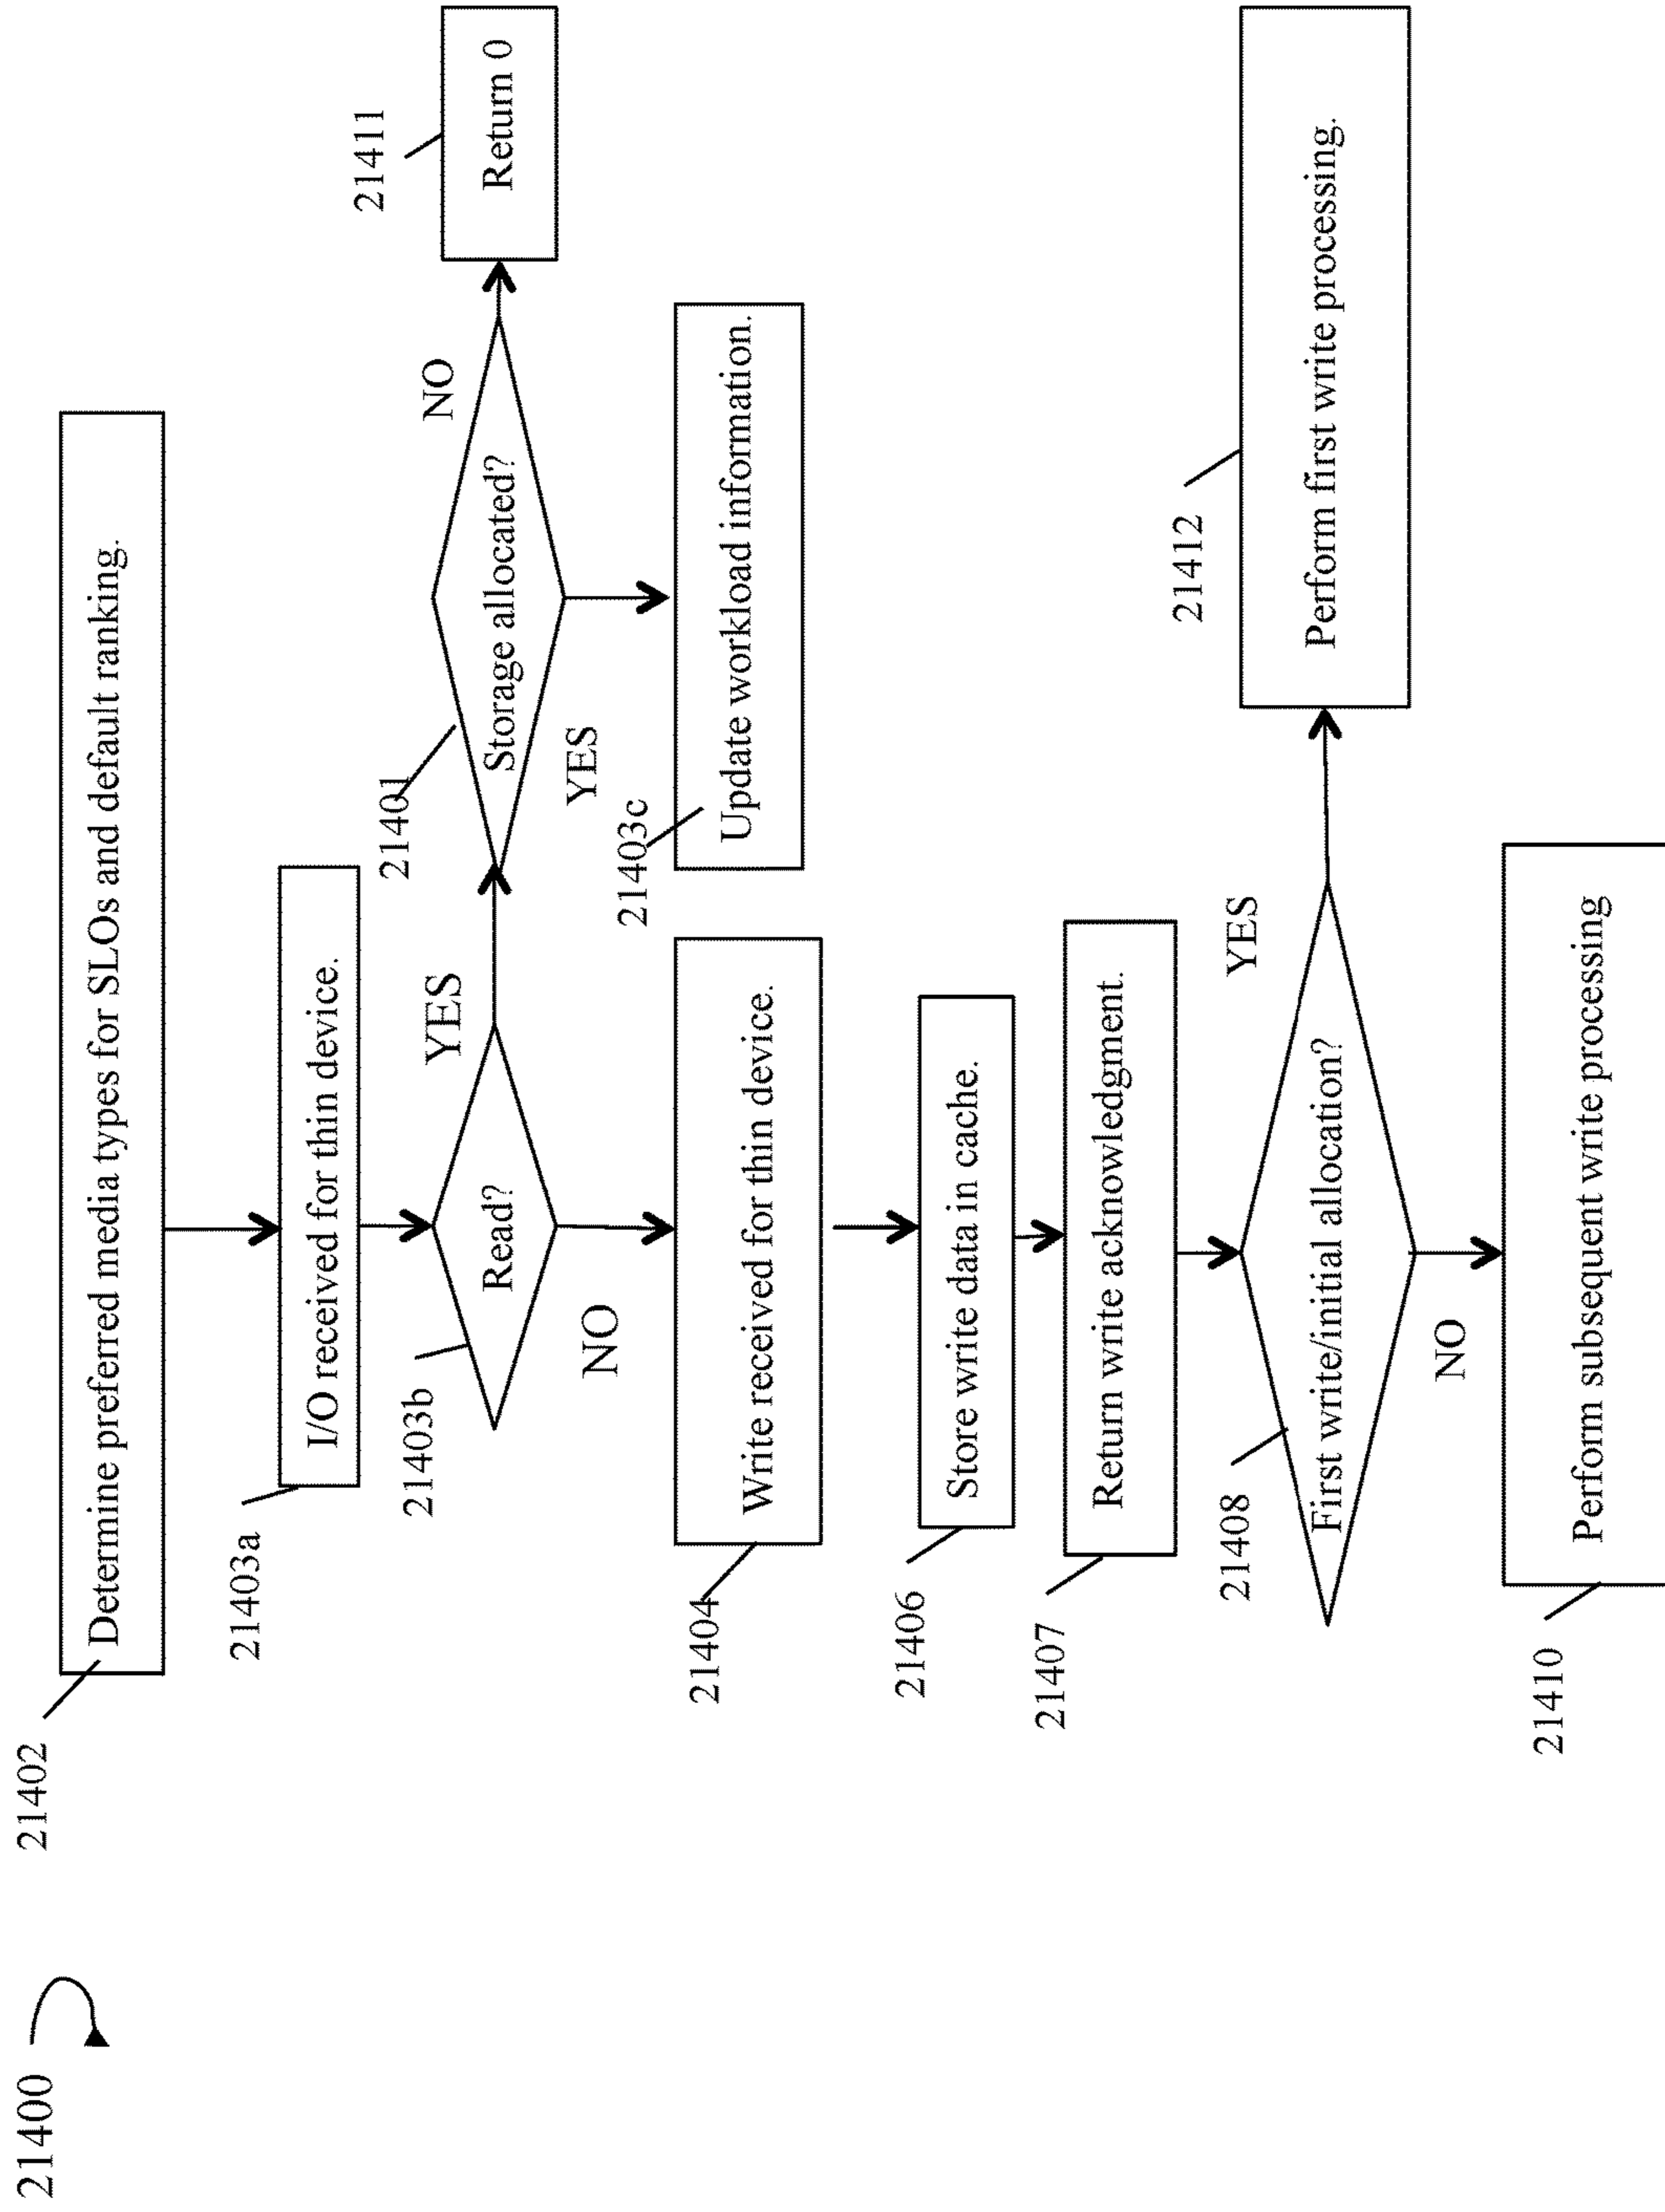 21400
21402
Determine preferred media types for SLOs and default ranking.
21403a
I/O received for thin device.
21403b
Read?
YES
NO
21401
Storage allocated?
NO
21411
Return 0
YES
21403c
Update workload information.
21404
Write received for thin device.
21406
Store write data in cache.
21407
Return write acknowledgment.
21408
First write/initial allocation?
YES
21412
Perform first write processing.
NO
21410
Perform subsequent write processing